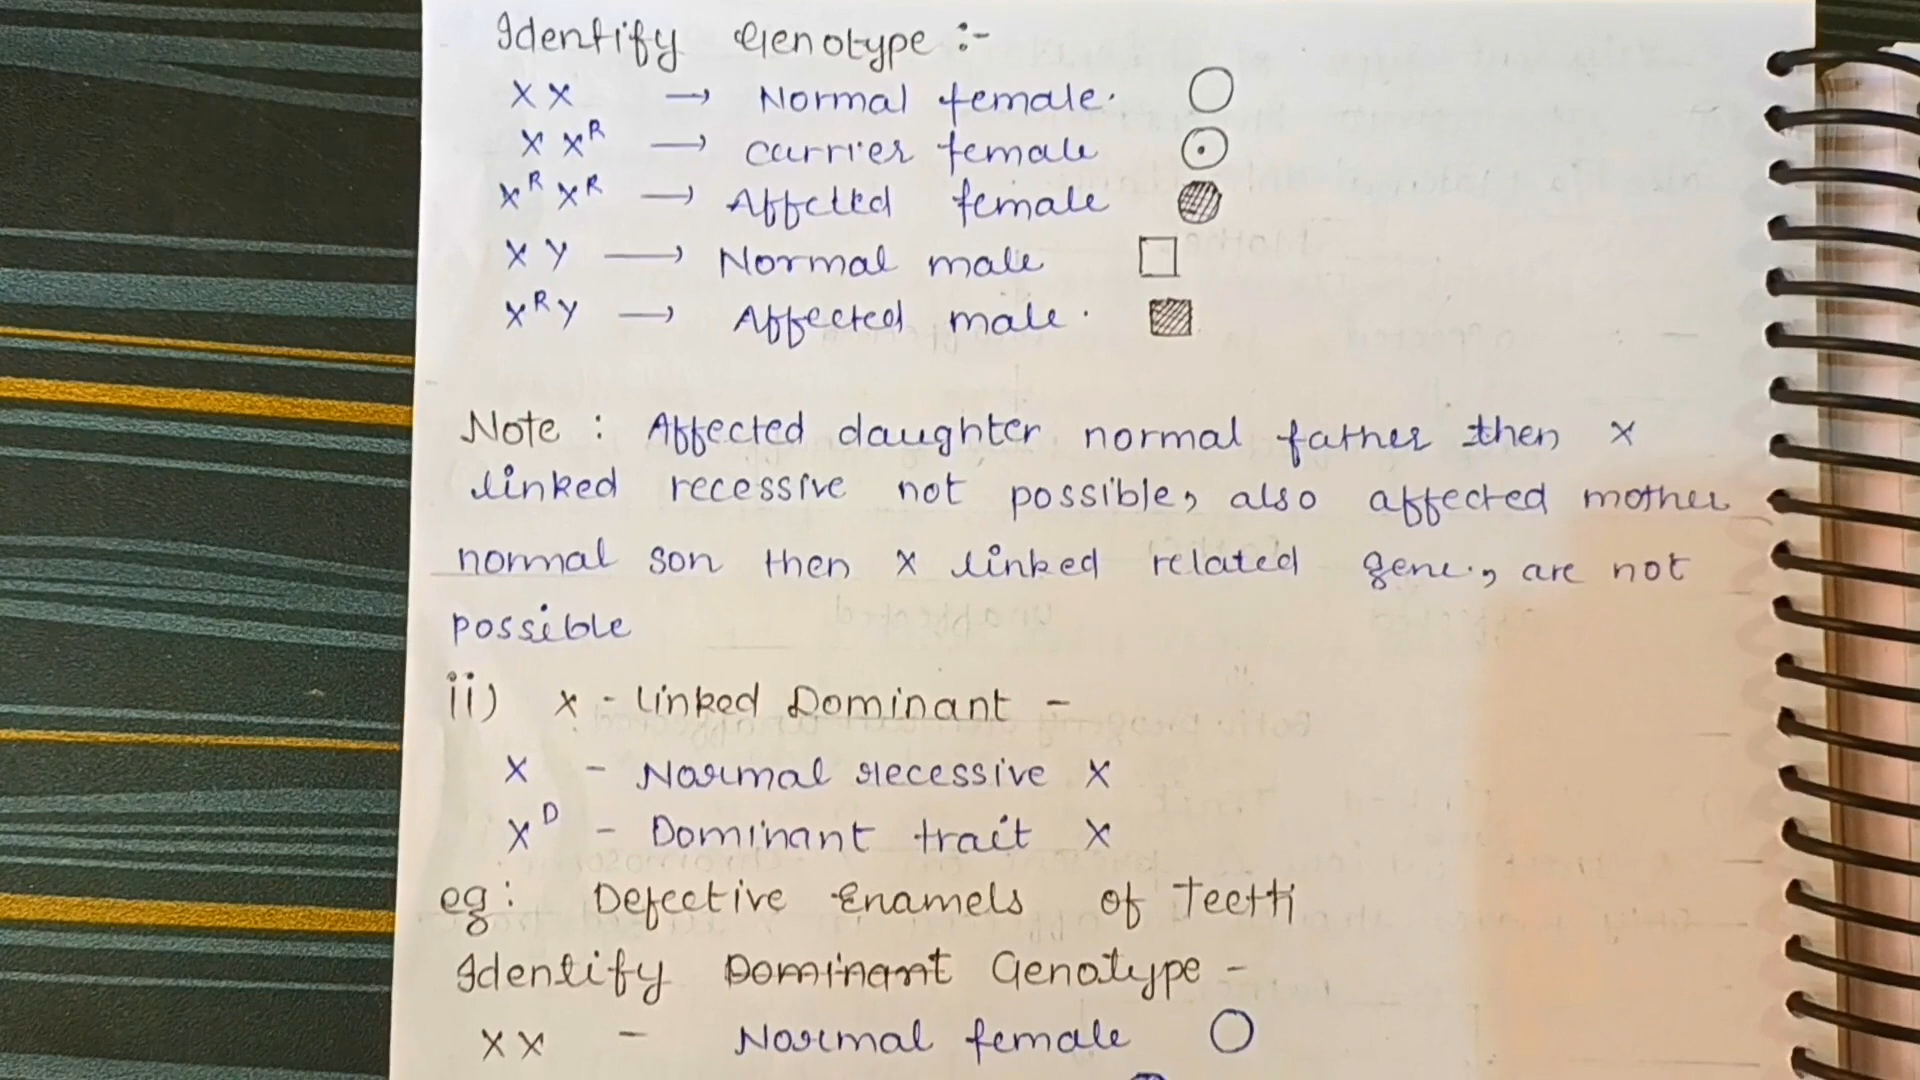 Identify Genotype :-
X X → Normal female.
X X^R → carrier female
X^R X^R → Affected female
X Y → Normal male
X^R Y → Affected male.
Note : Affected daughter normal father then X
linked recessive not possible, also affected mother
normal son then X linked related gene., are not
possible
ii) X - Linked Dominant -
X - Normal recessive X
X^D - Dominant trait X
eg: Defective Enamels of Teeth
Identify Dominant Genotype -
XX - Normal female